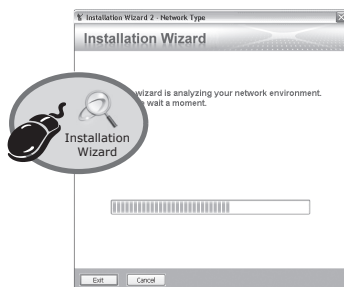 Installation Wizard 2 - Network Type
Installation Wizard
wizard is analyzing your network environment.
wait a moment.
Installation
Wizard
Exit
Cancel